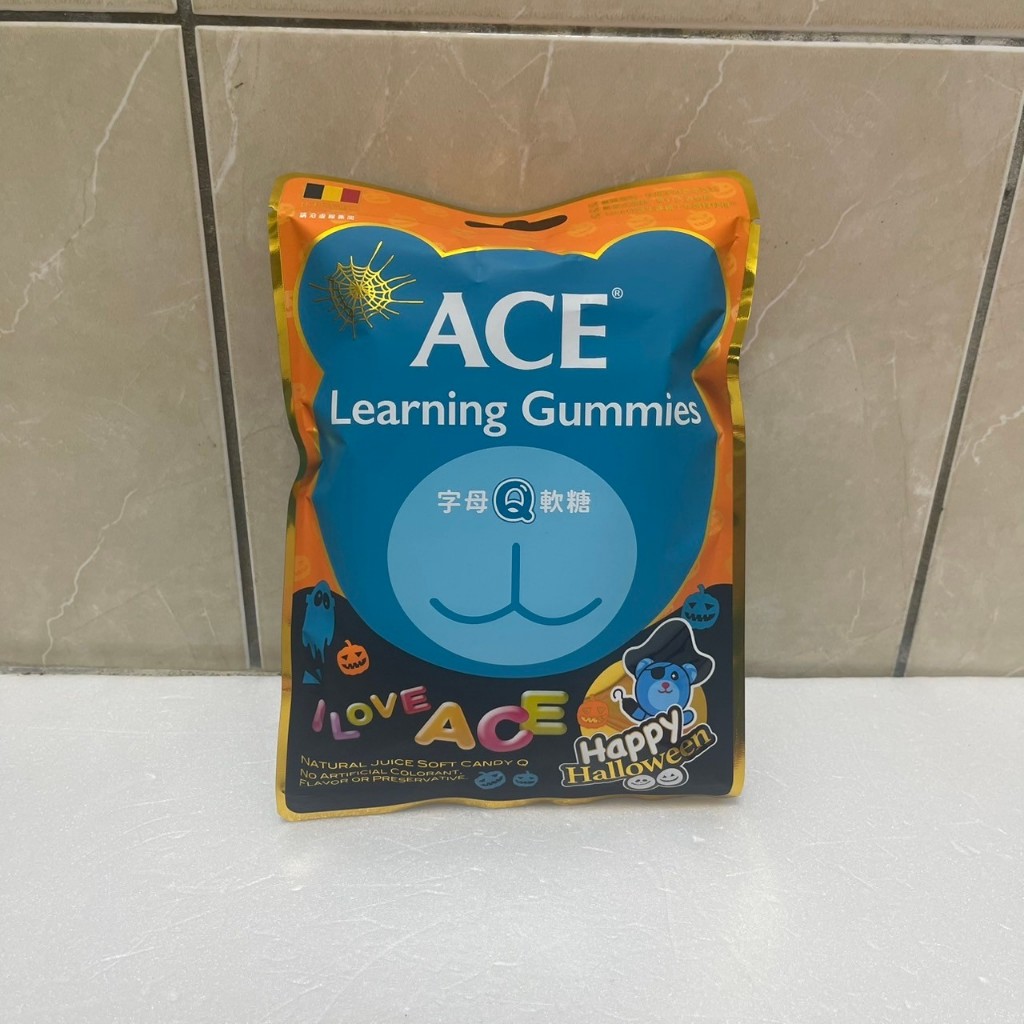 ACE®
Learning Gummies
字母Q軟糖
I LOVE ACE
NATURAL JUICE SOFT CANDY Q
NO ARTIFICIAL COLORANT,
FLAVOR OR PRESERVATIVE
Happy
Halloween